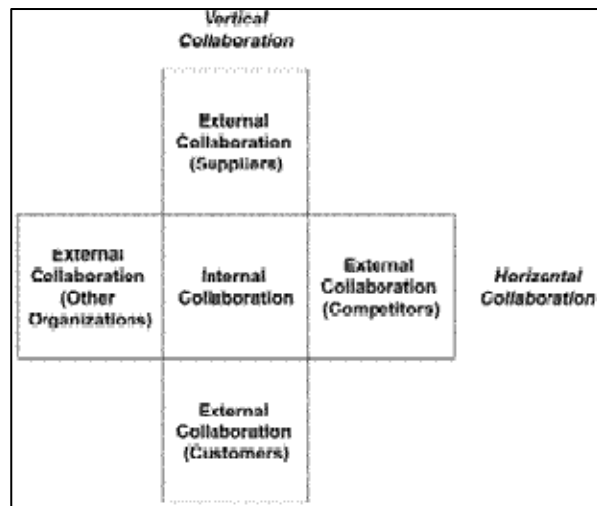 Vertical
Collaboration
External
Collaboration
(Suppliers)
External
Collaboration
(Other
Organizations)
Internal
Collaboration
External
Collaboration
(Competitors)
Horizontal
Collaboration
External
Collaboration
(Customers)